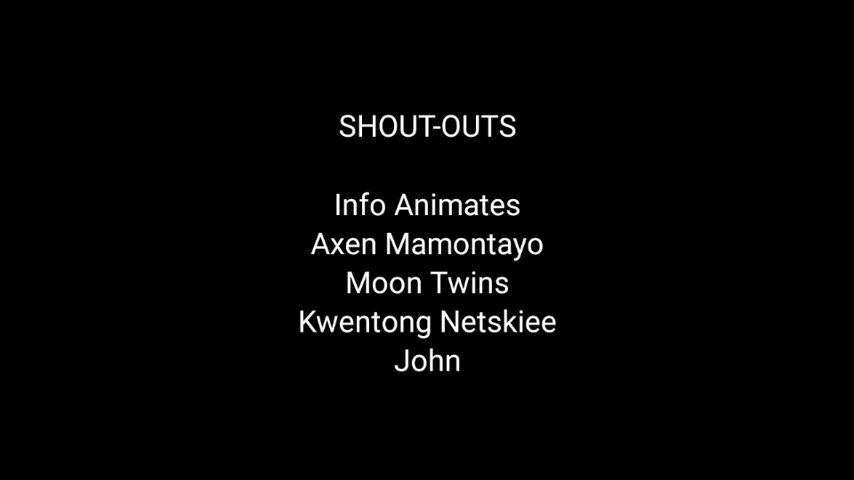 SHOUT-OUTS
Info Animates
Axen Mamontayo
Moon Twins
Kwentong Netskiee
John